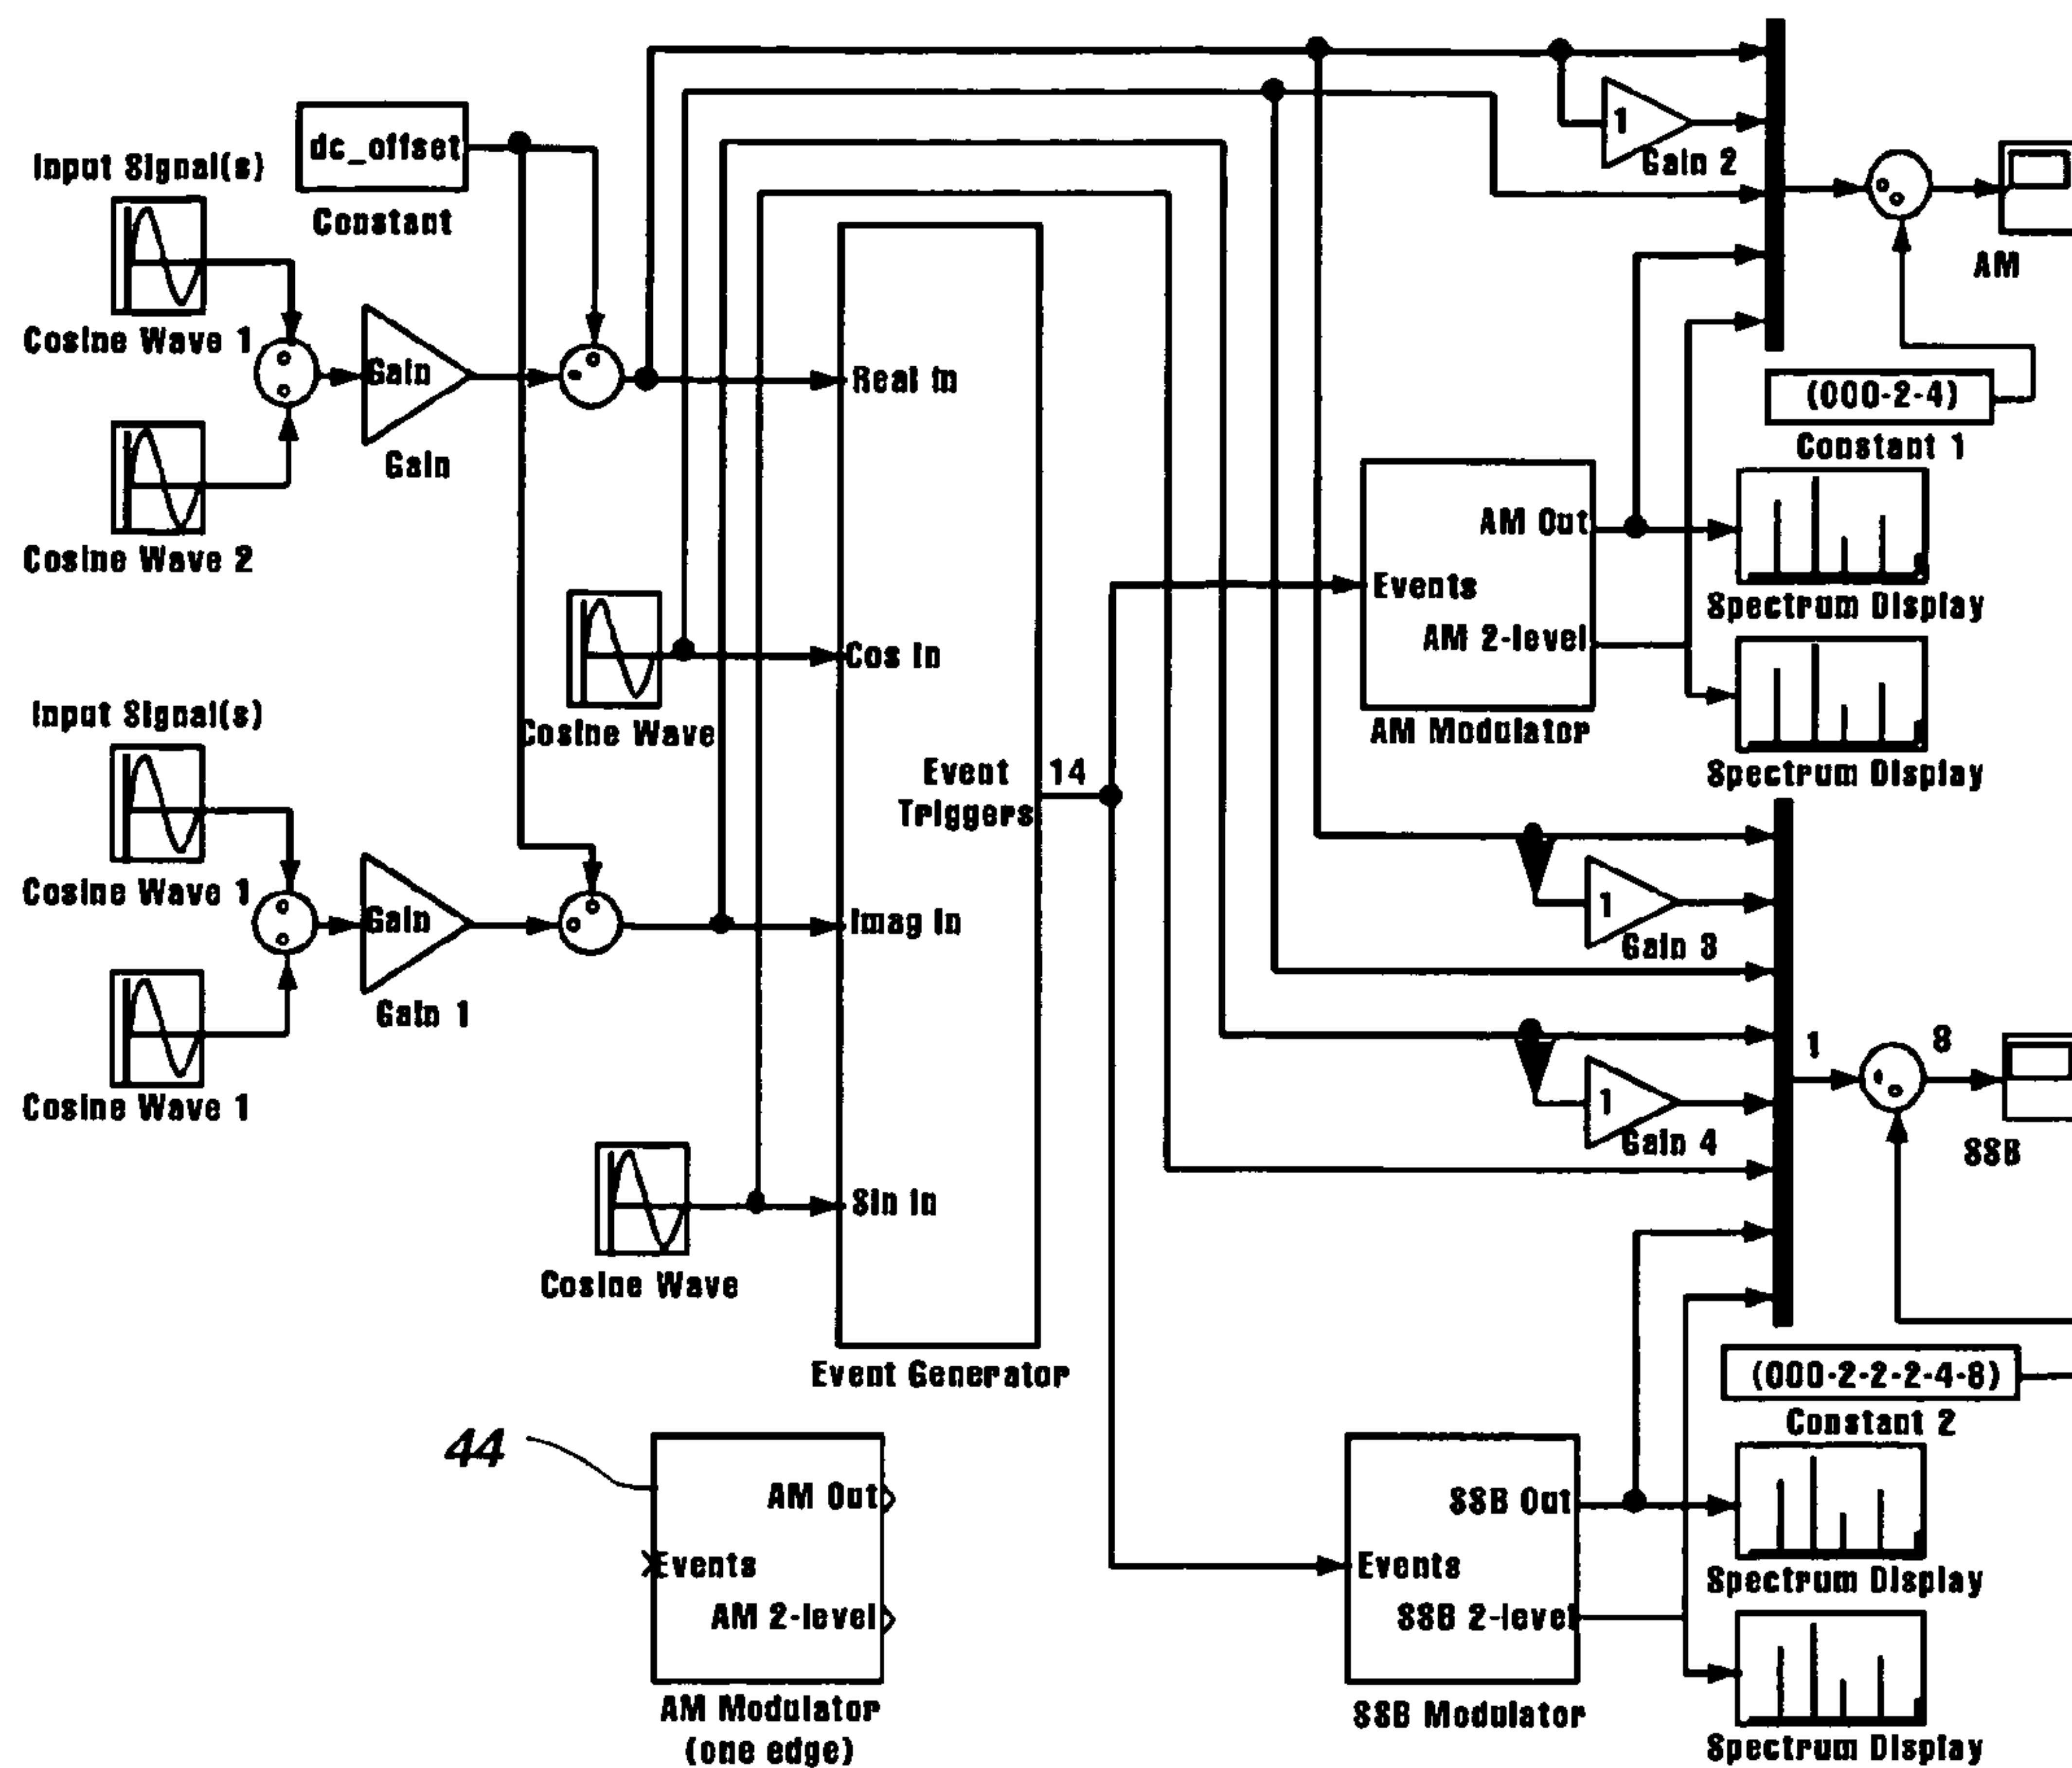 Input Signal(s)
dc_offset
Constant
Cosine Wave 1
Gain
Gain
Cosine Wave 2
Real In
Cos In
Cosine Wave
Input Signal(s)
Cosine Wave 1
Gain
Gain 1
Cosine Wave 1
Event
Triggers
14
Imag In
Sin In
Cosine Wave
Event Generator
44
AM Out
Events
AM 2-level
AM Modulator
(one edge)
1
Gain 2
AM
(000-2-4)
Constant 1
AM Out
Events
AM 2-level
AM Modulator
Spectrum Display
Spectrum Display
1
Gain 3
1
Gain 4
1
8
SSB
(000-2-2-2-4-8)
Constant 2
SSB Out
Events
SSB 2-level
SSB Modulator
Spectrum Display
Spectrum Display